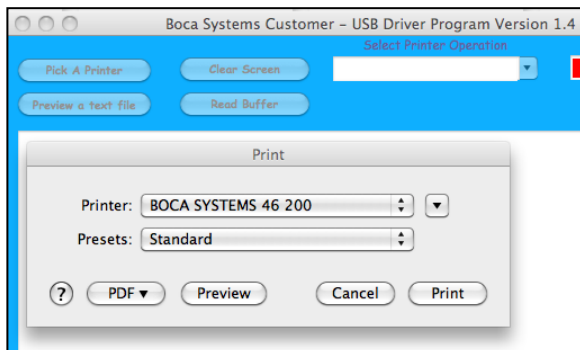 Boca Systems Customer – USB Driver Program Version 1.4
Select Printer Operation
Pick A Printer
Clear Screen
Preview a text file
Read Buffer
Print
Printer: BOCA SYSTEMS 46 200
Presets: Standard
? PDF▼ Preview Cancel Print